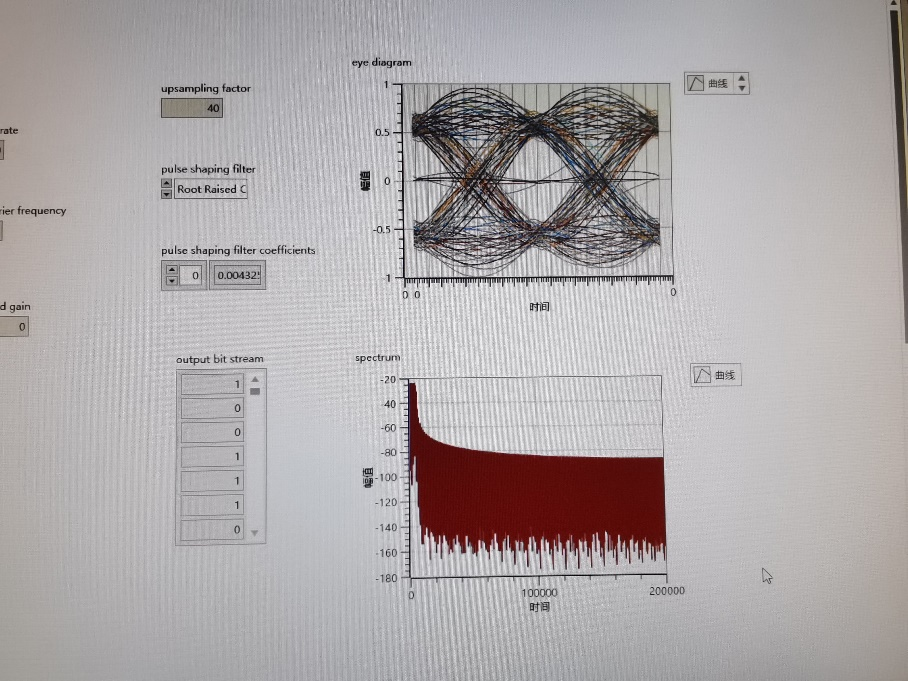 eye diagram
曲线
upsampling factor
40
rate
pulse shaping filter
Root Raised C
rier frequency
pulse shaping filter coefficients
0
0.00432
d gain
0
1
0.5
0
-0.5
-1
幅值
0 0
0
时间
output bit stream
1
0
0
1
1
1
0
spectrum
曲线
-20
-40
-60
-80
-100
-120
-140
-160
-180
幅值
0
100000
200000
时间